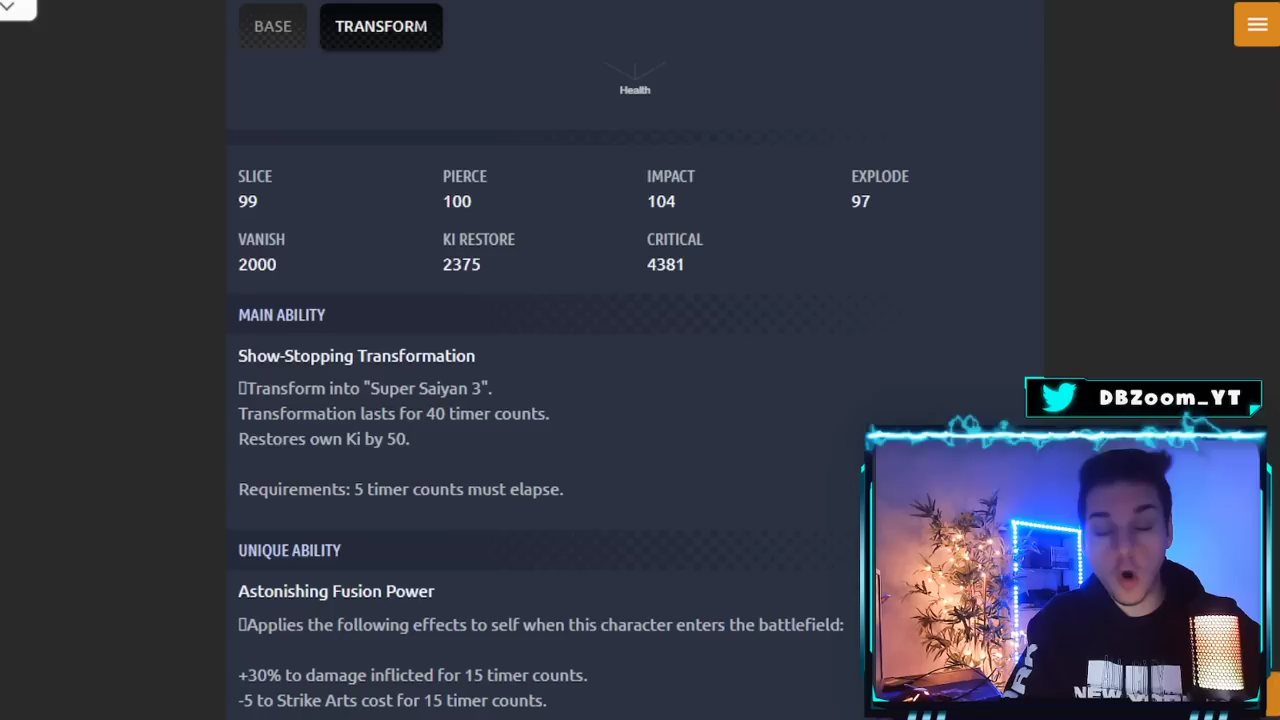 BASE
TRANSFORM
Health
SLICE PIERCE IMPACT EXPLODE
99 100 104 97
VANISH KI RESTORE CRITICAL
2000 2375 4381
MAIN ABILITY
Show-Stopping Transformation
Transform into "Super Saiyan 3".
Transformation lasts for 40 timer counts.
Restores own Ki by 50.
Requirements: 5 timer counts must elapse.
UNIQUE ABILITY
Astonishing Fusion Power
Applies the following effects to self when this character enters the battlefield:
+30% to damage inflicted for 15 timer counts.
-5 to Strike Arts cost for 15 timer counts.
DBZoom_YT
NEW YORK